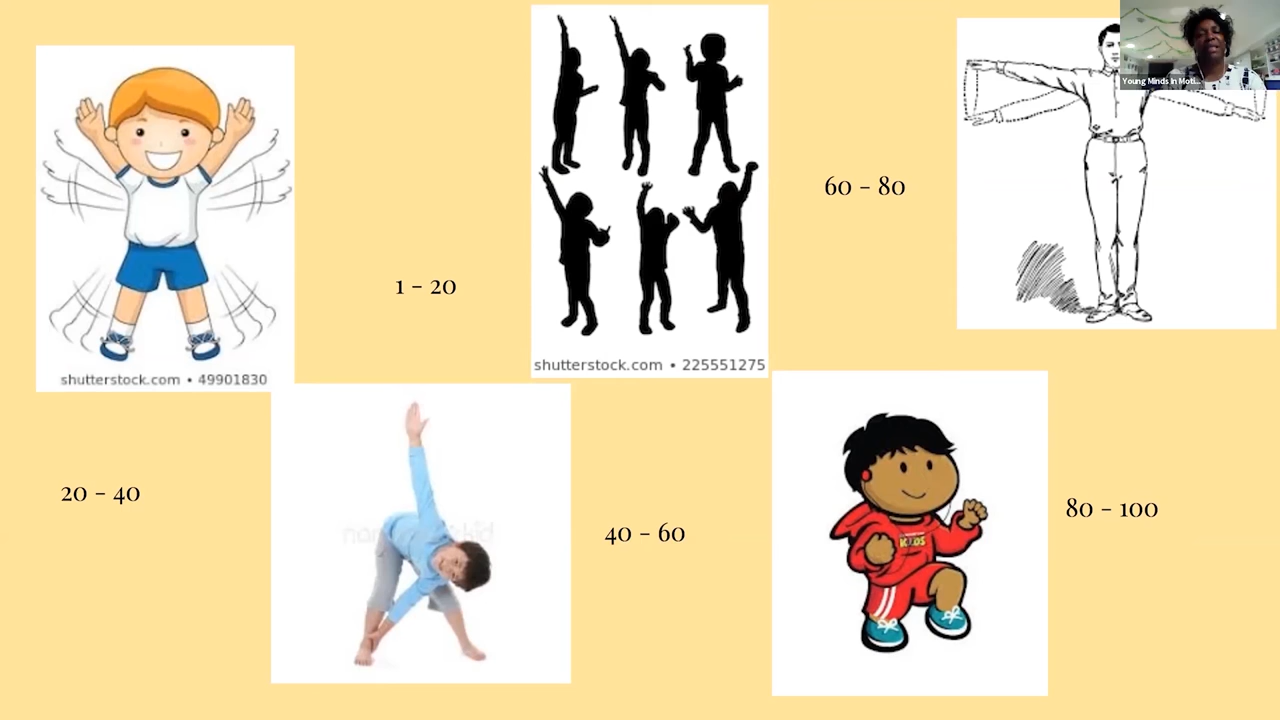 Young Minds In Moti...
60 - 80
1 - 20
shutterstock.com • 225551275
shutterstock.com • 49901830
20 - 40
40 - 60
80 - 100
KIDS